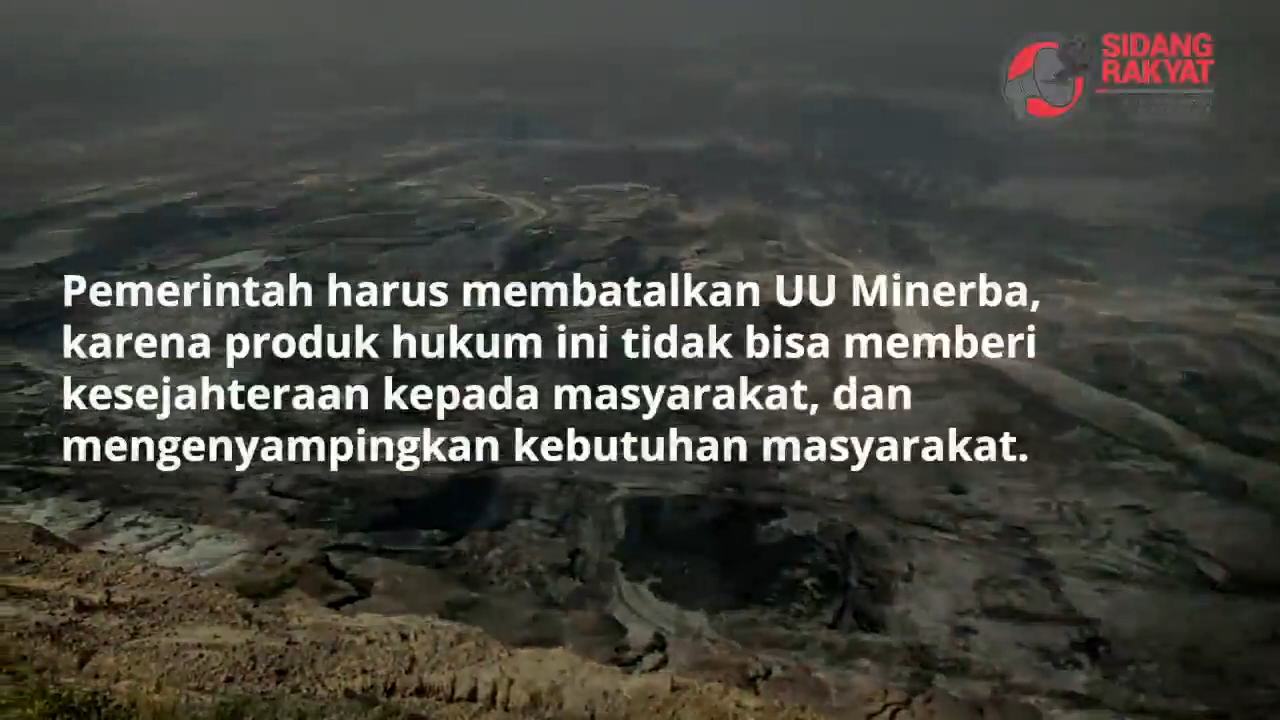 SIDANG
RAKYAT
Pemerintah harus membatalkan UU Minerba,
karena produk hukum ini tidak bisa memberi
kesejahteraan kepada masyarakat, dan
mengenyampingkan kebutuhan masyarakat.